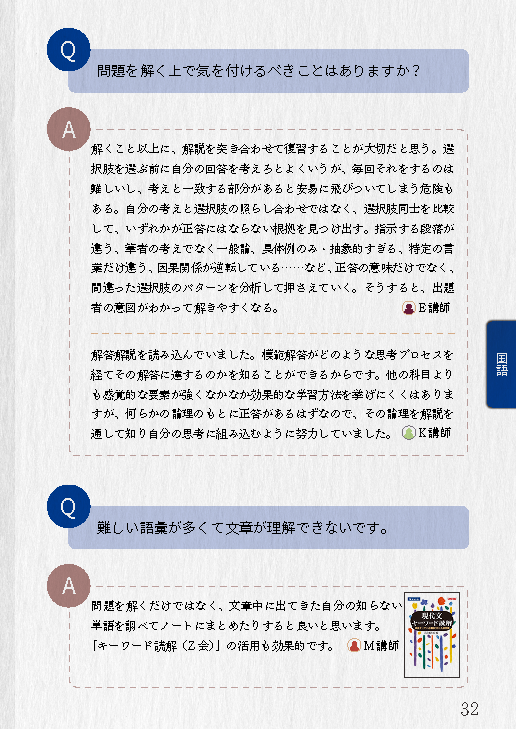 Q
問題を解く上で気を付けるべきことはありますか？
A
解くこと以上に、解説を突き合わせて復習することが大切だと思う。選
択肢を選ぶ前に自分の回答を考えろとよくいうが、毎回それをするのは
難しいし、考えと一致する部分があると安易に飛びついてしまう危険も
ある。自分の考えと選択肢の照らし合わせではなく、選択肢同士を比較
して、いずれかが正答にはならない根拠を見つけ出す。指示する段落が
違う、筆者の考えでなく一般論、具体例のみ・抽象的すぎる、特定の言
葉だけ違う、因果関係が逆転している……など、正答の意味だけでなく、
間違った選択肢のパターンを分析して押さえていく。そうすると、出題
者の意図がわかって解きやすくなる。
E講師
解答解説を読み込んでいました。模範解答がどのような思考プロセスを
経てその解答に達するのかを知ることができるからです。他の科目より
も感覚的な要素が強くなかなか効果的な学習方法を挙げにくくはありま
すが、何らかの論理のもとに正答があるはずなので、その論理を解説を
通して知り自分の思考に組み込むように努力していました。
K講師
国語
Q
難しい語彙が多くて文章が理解できないです。
A
問題を解くだけではなく、文章中に出てきた自分の知らない
単語を調べてノートにまとめたりすると良いと思います。
「キーワード読解（Z会）」の活用も効果的です。
M講師
現代文
キーワード読解
32